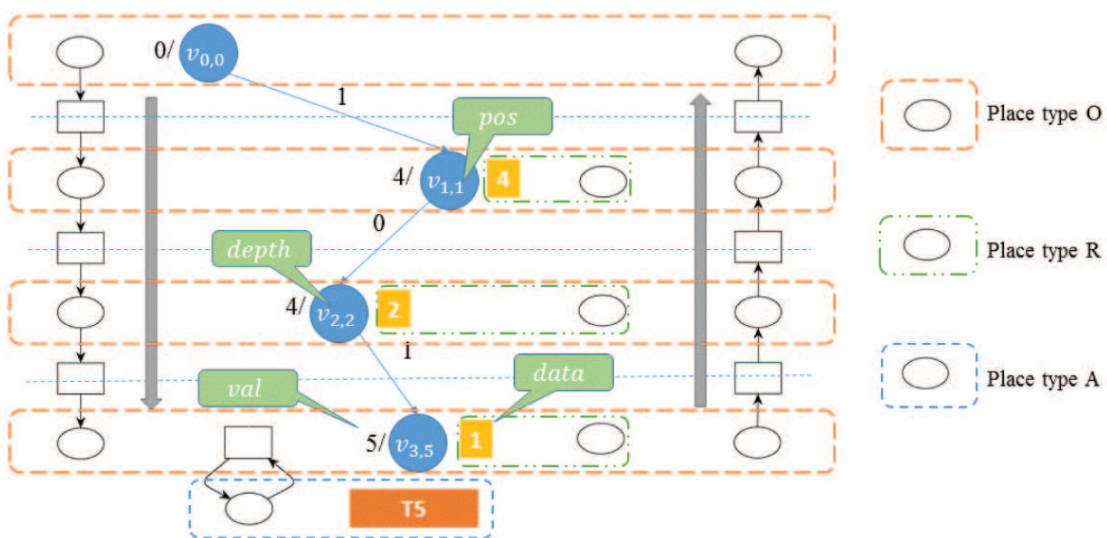 0/ v0,0
1
pos
Place type O
4/ v1,1 4
0
depth
Place type R
4/ v2,2 2
i
val
data
Place type A
5/ v3,5 1
T5